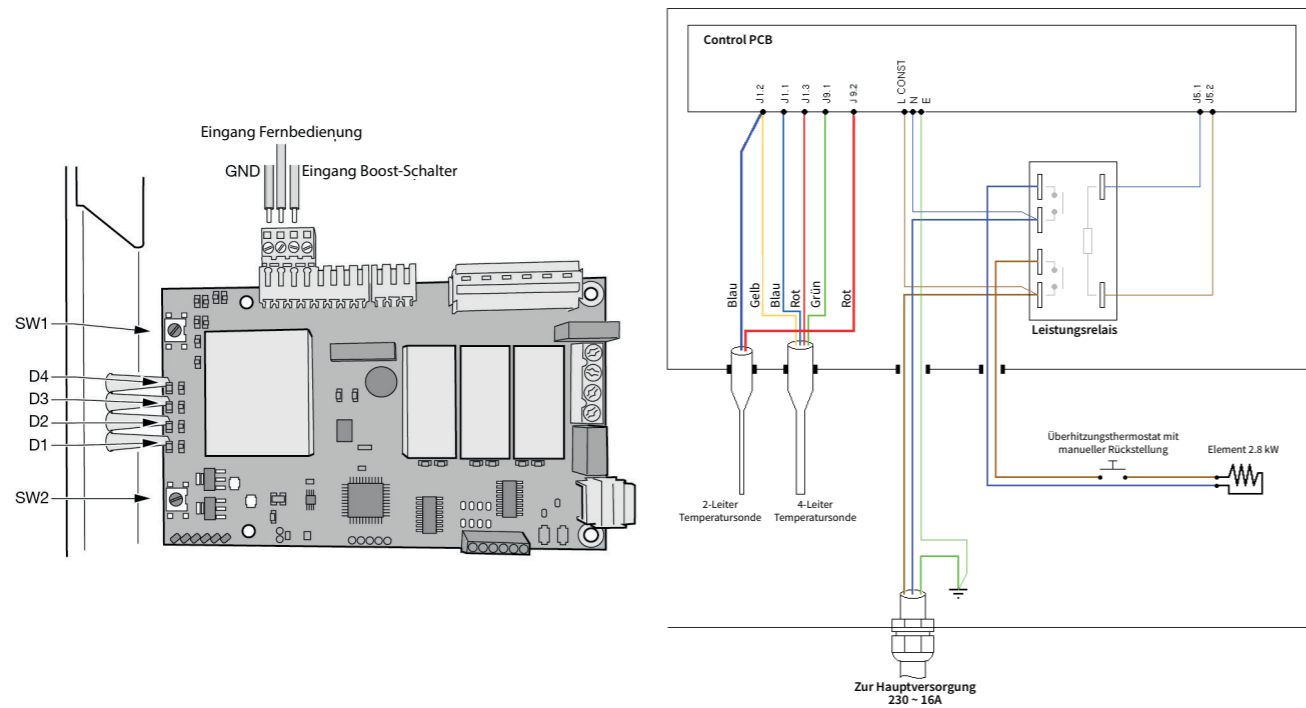 Eingang Fernbedienung
GND
Eingang Boost-Schalter
SW1
D4
D3
D2
D1
SW2
Control PCB
J1.2
J1.1
J1.3
J9.1
J 9.2
L CONST
N
E
J5.1
J5.2
Blau
Gelb
Blau
Rot
Grün
Rot
Leistungsrelais
2-Leiter
Temperatursonde
4-Leiter
Temperatursonde
Überhitzungsthermostat mit
manueller Rückstellung
Element 2.8 kW
Zur Hauptversorgung
230 ~ 16A